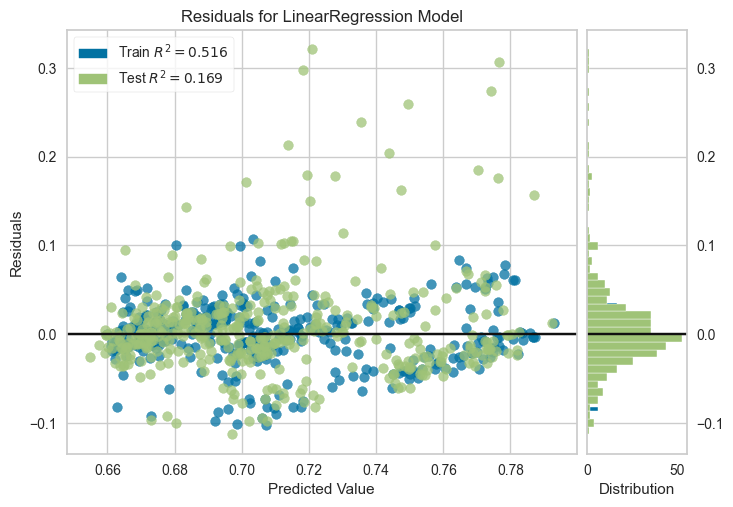 Residuals for LinearRegression Model
Train R² = 0.516
Test R² = 0.169
0.3
0.2
0.1
0.0
−0.1
Residuals
0.66 0.68 0.70 0.72 0.74 0.76 0.78
Predicted Value
0.3
0.2
0.1
0.0
−0.1
0 50
Distribution